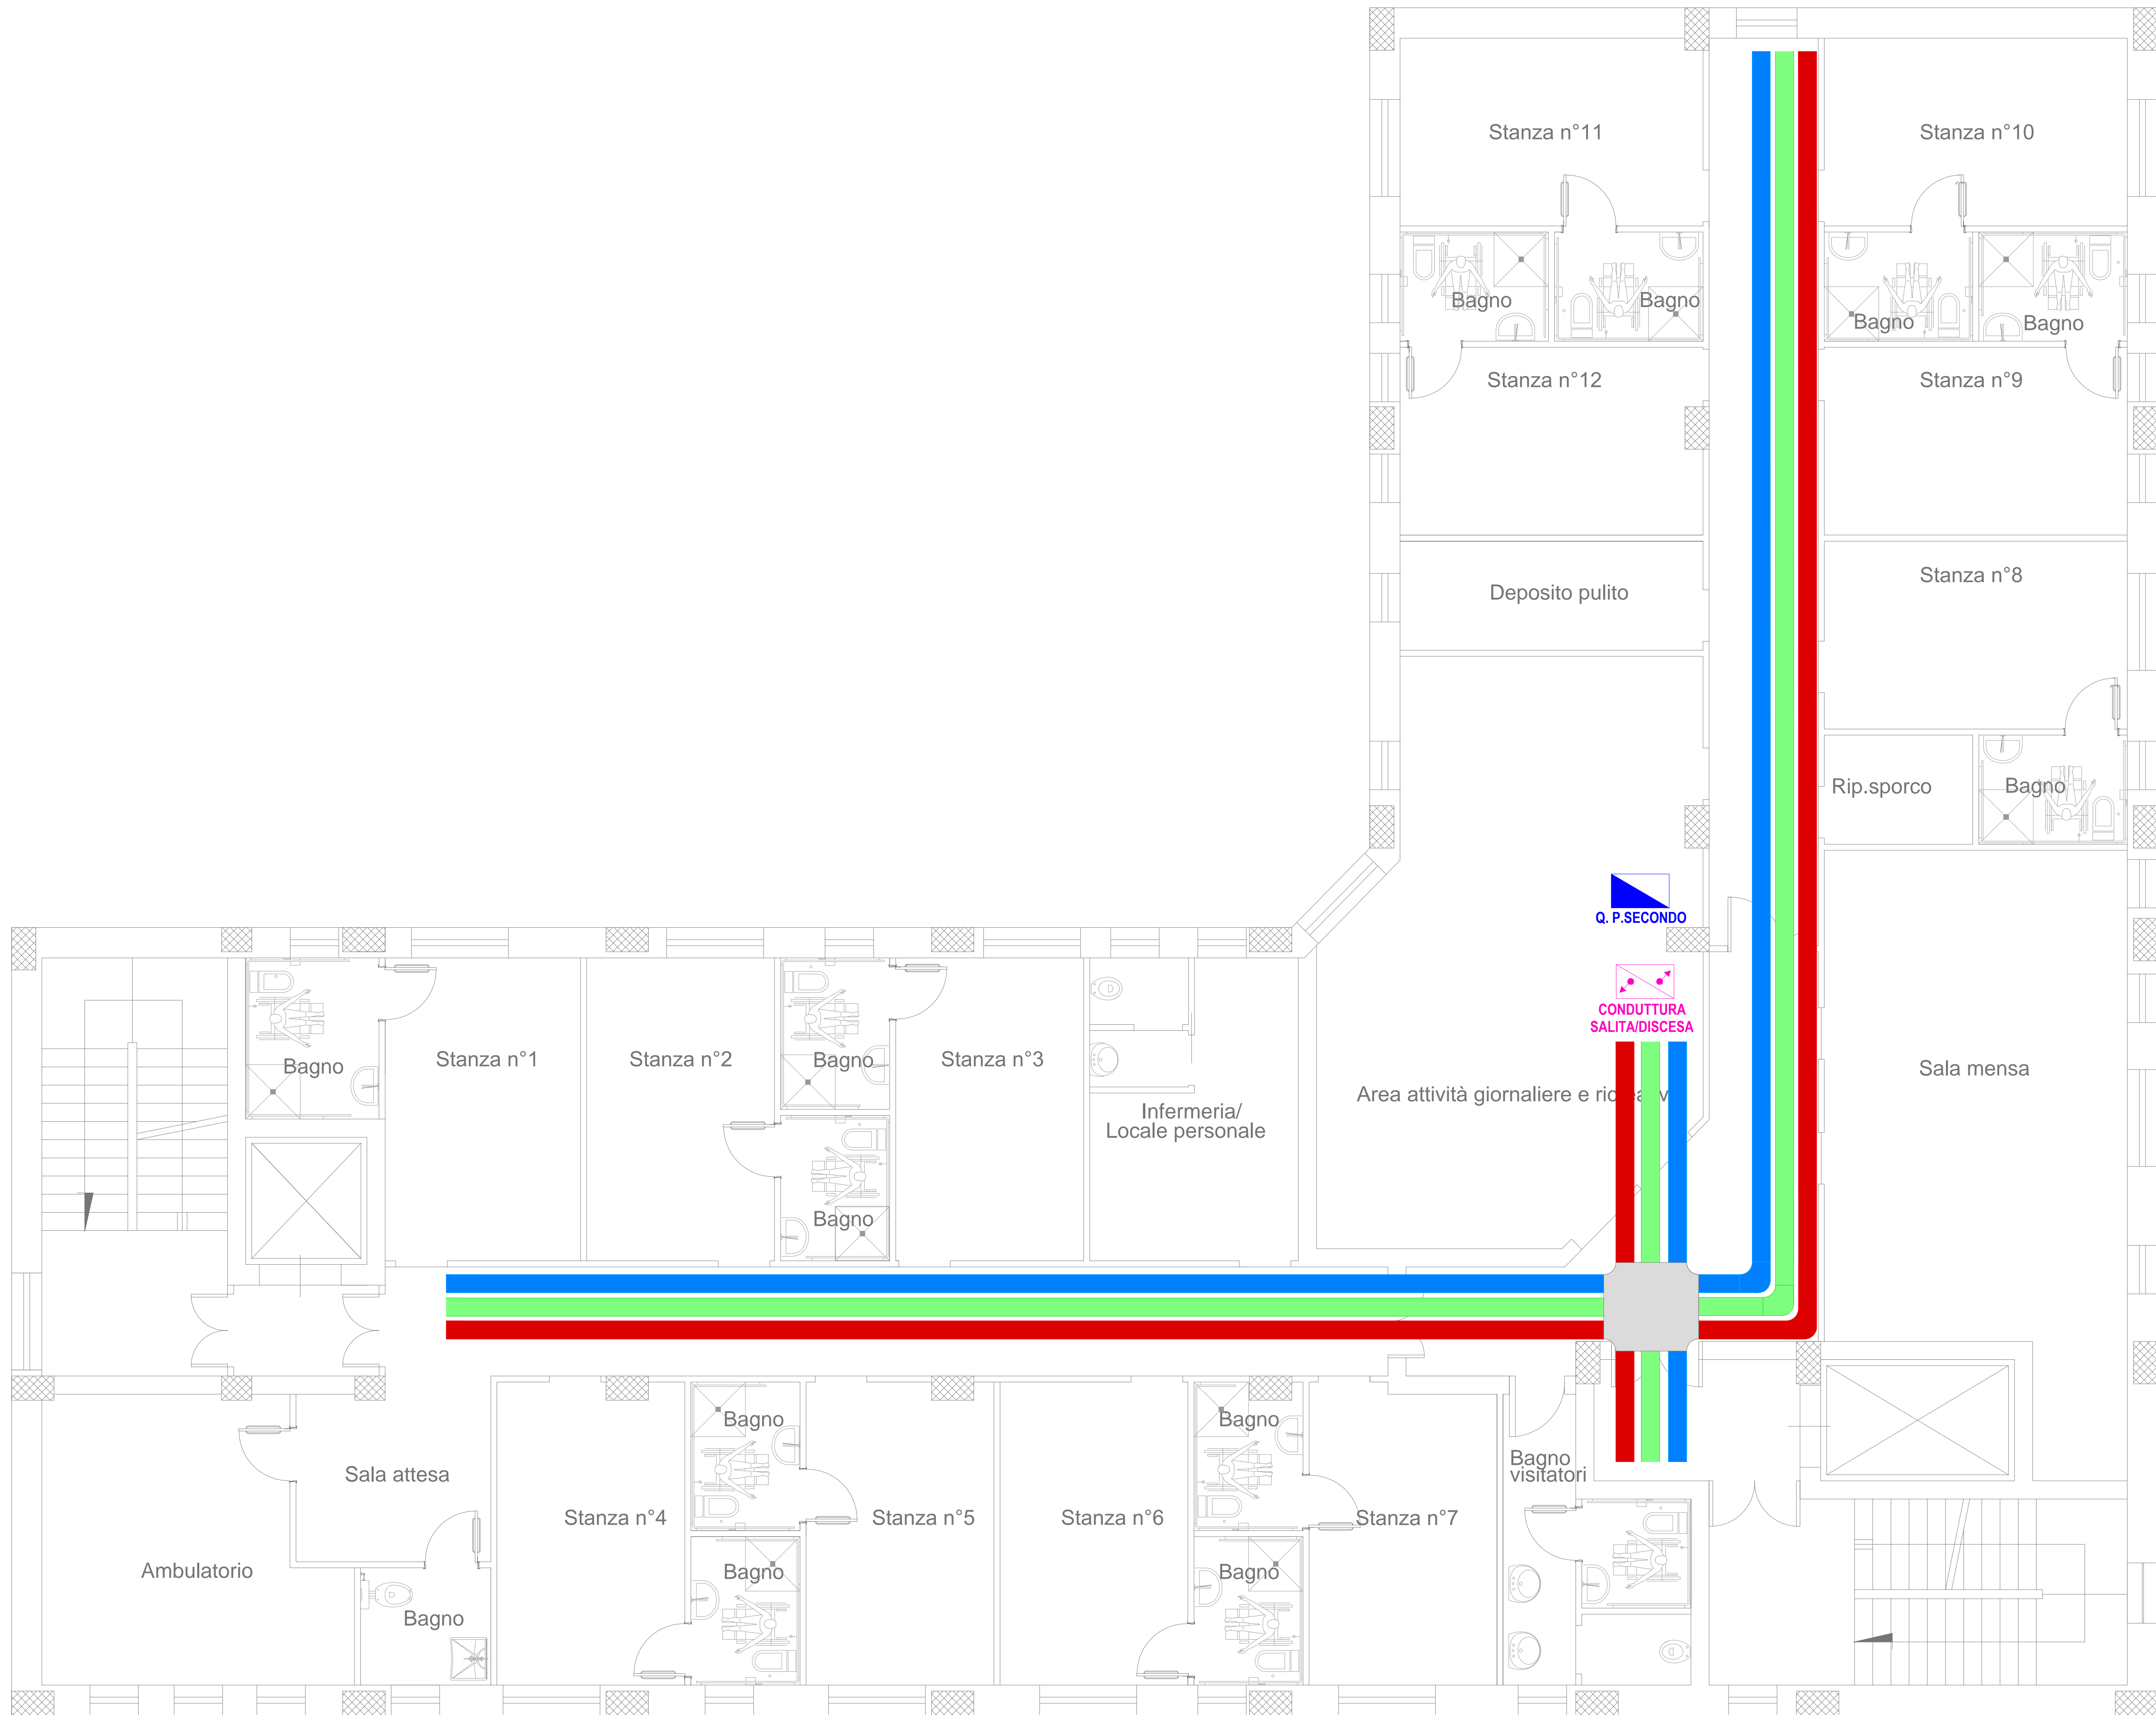 Stanza n°11
Stanza n°10
Bagno
Bagno
Bagno
Bagno
Stanza n°12
Stanza n°9
Stanza n°8
Deposito pulito
Rip.sporco
Bagno
Q. P.SECONDO
CONDUTTURA
SALITA/DISCESA
Bagno
Stanza n°1
Stanza n°2
Bagno
Stanza n°3
Sala mensa
Area attività giornaliere e
Infermeria/
Locale personale
Bagno
Bagno
Bagno
Bagno
visitatori
Sala attesa
Stanza n°4
Stanza n°5
Stanza n°6
Stanza n°7
Ambulatorio
Bagno
Bagno
Bagno